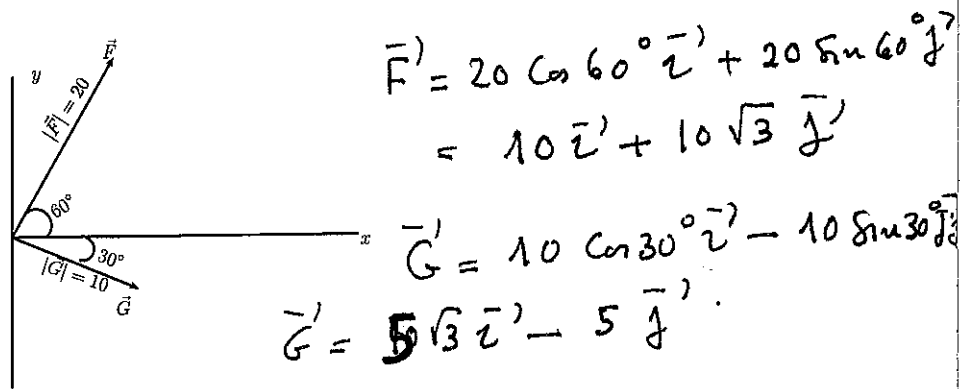 y
F⃗
|F⃗| = 20
60°
x
30°
|G⃗| = 10
G⃗
F⃗ = 20 Cos 60° i⃗ + 20 Sin 60° j⃗
= 10 i⃗ + 10 √3 j⃗
G⃗ = 10 Cos 30° i⃗ − 10 Sin 30° j⃗
G⃗ = 5 √3 i⃗ − 5 j⃗.